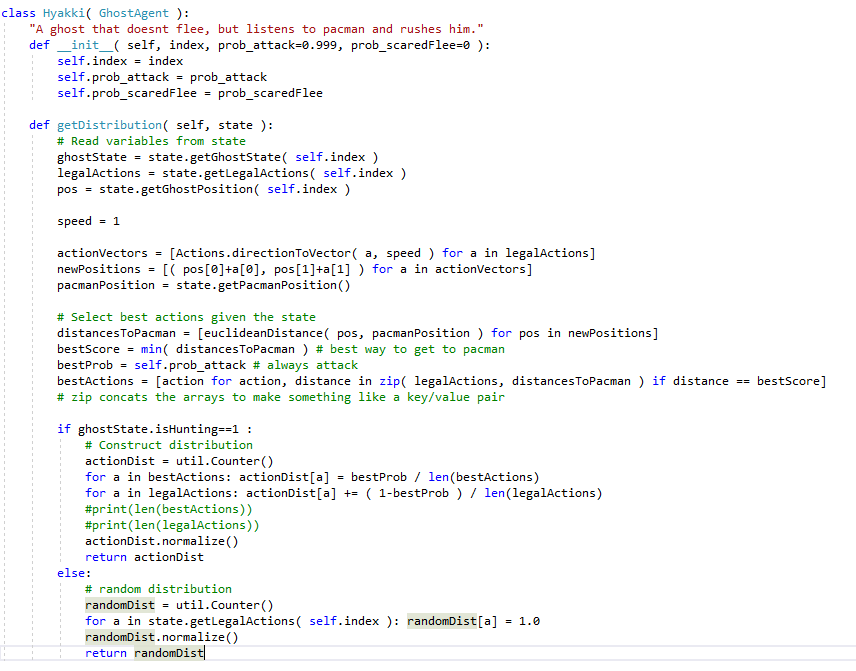 class Hyakki( GhostAgent ):
    "A ghost that doesnt flee, but listens to pacman and rushes him."
    def __init__( self, index, prob_attack=0.999, prob_scaredFlee=0 ):
        self.index = index
        self.prob_attack = prob_attack
        self.prob_scaredFlee = prob_scaredFlee

    def getDistribution( self, state ):
        # Read variables from state
        ghostState = state.getGhostState( self.index )
        legalActions = state.getLegalActions( self.index )
        pos = state.getGhostPosition( self.index )

        speed = 1

        actionVectors = [Actions.directionToVector( a, speed ) for a in legalActions]
        newPositions = [( pos[0]+a[0], pos[1]+a[1] ) for a in actionVectors]
        pacmanPosition = state.getPacmanPosition()

        # Select best actions given the state
        distancesToPacman = [euclideanDistance( pos, pacmanPosition ) for pos in newPositions]
        bestScore = min( distancesToPacman ) # best way to get to pacman
        bestProb = self.prob_attack # always attack
        bestActions = [action for action, distance in zip( legalActions, distancesToPacman ) if distance == bestScore]
        # zip concats the arrays to make something like a key/value pair

        if ghostState.isHunting==1 :
            # Construct distribution
            actionDist = util.Counter()
            for a in bestActions: actionDist[a] = bestProb / len(bestActions)
            for a in legalActions: actionDist[a] += ( 1-bestProb ) / len(legalActions)
            #print(len(bestActions))
            #print(len(legalActions))
            actionDist.normalize()
            return actionDist
        else:
            # random distribution
            randomDist = util.Counter()
            for a in state.getLegalActions( self.index ): randomDist[a] = 1.0
            randomDist.normalize()
            return randomDist